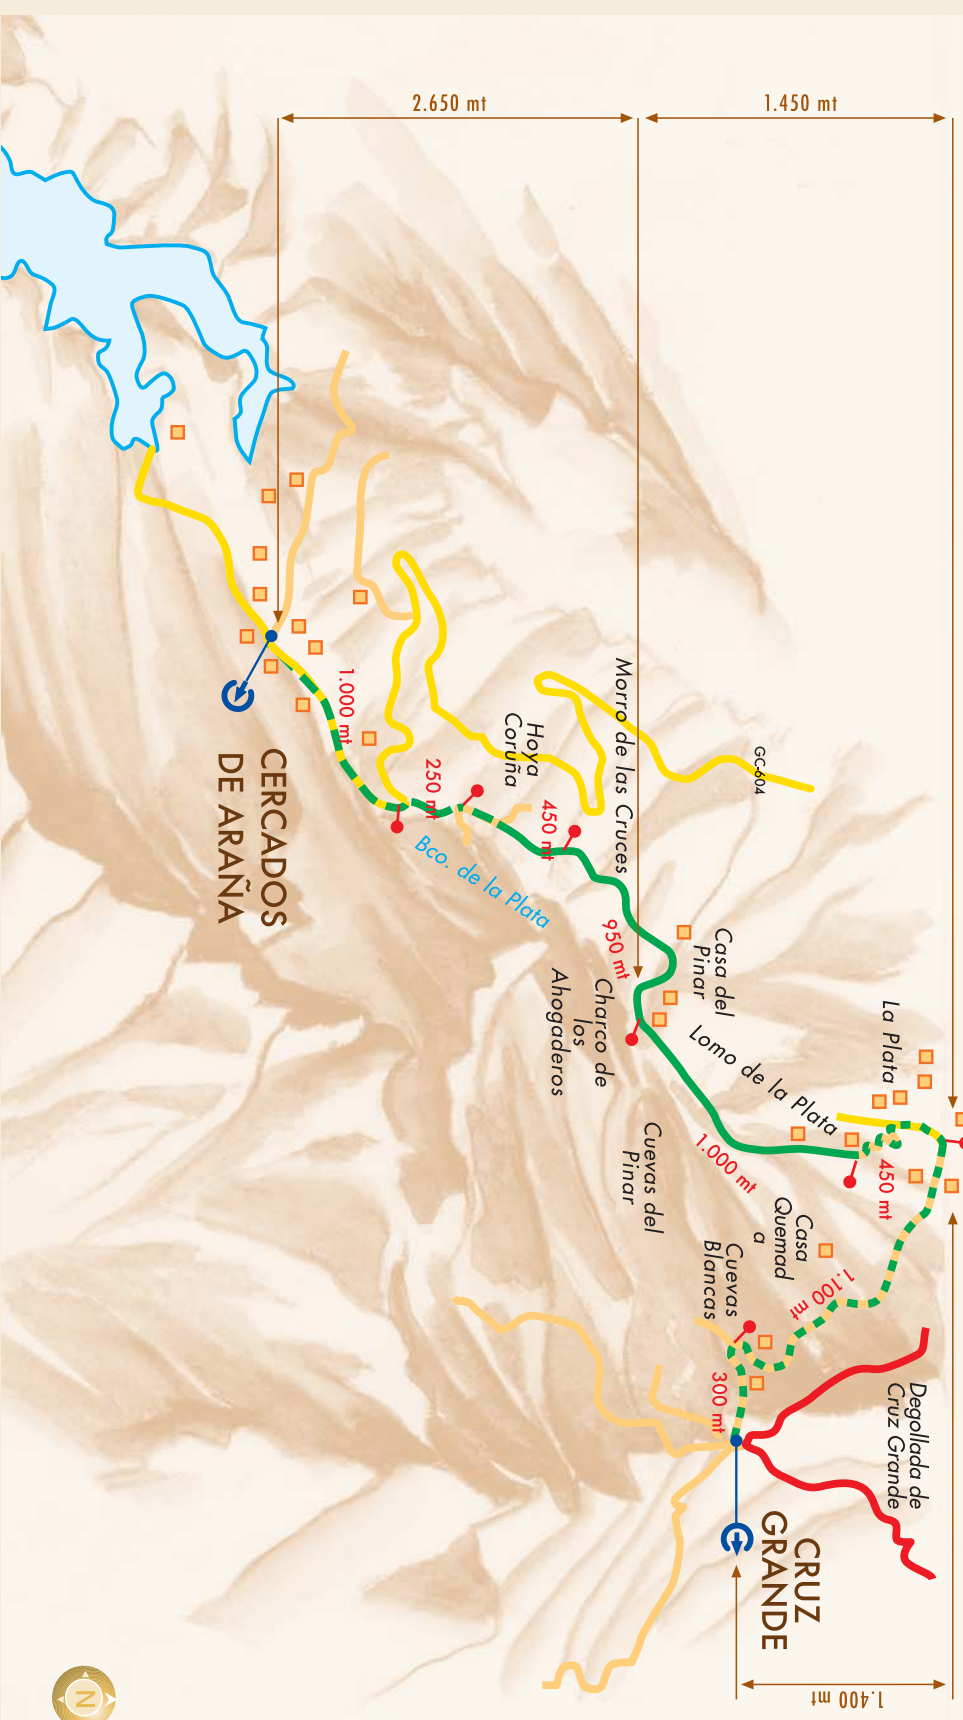 2.650 mt
1.450 mt
GC-604
Morro de las Cruces
Hoya
Coruña
1.000 mt
250 mt
450 mt
Bco. de la Plata
CERCADOS
DE ARAÑA
950 mt
Casa del
Pinar
Charco de
los
Ahogaderos
La Plata
Lomo de la Plata
1.000 mt
450 mt
Cuevas del
Pinar
Casa
Quemad
a
Cuevas
Blancas
1.100 mt
300 mt
Degollada de
Cruz Grande
CRUZ
GRANDE
1.400 mt
N